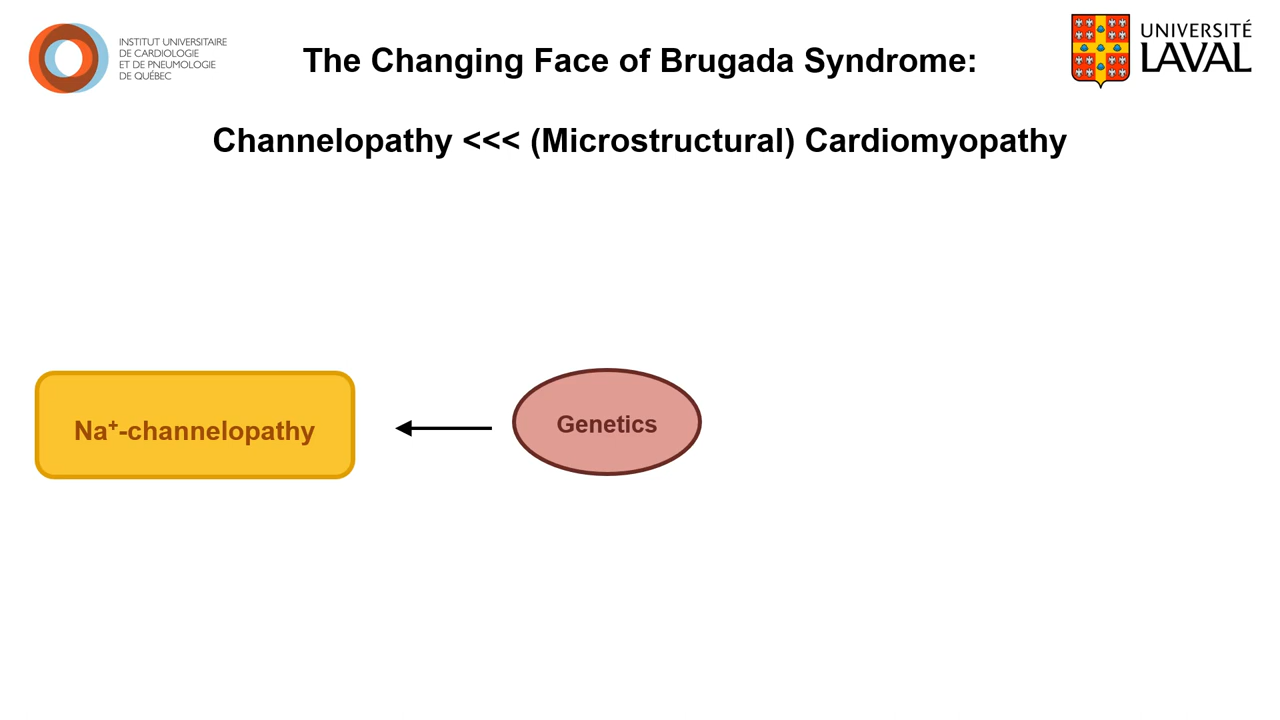 INSTITUT UNIVERSITAIRE
DE CARDIOLOGIE
ET DE PNEUMOLOGIE
DE QUÉBEC
The Changing Face of Brugada Syndrome:
UNIVERSITÉ
LAVAL
Channelopathy <<< (Microstructural) Cardiomyopathy
Na⁺-channelopathy
Genetics